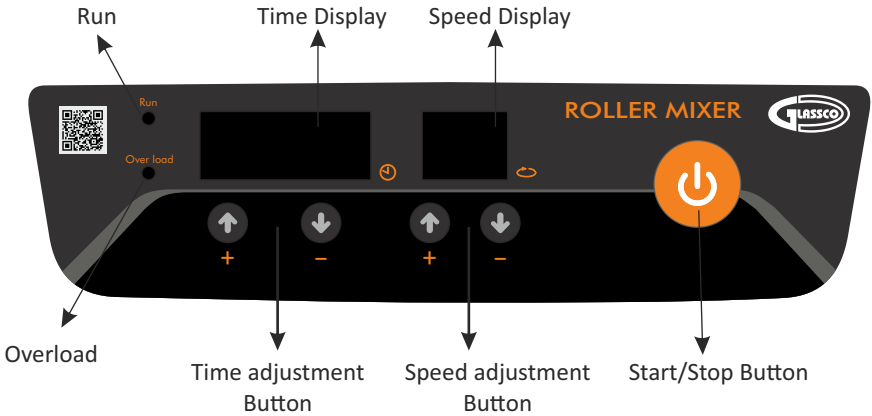 Run
Time Display
Speed Display
Run
ROLLER MIXER
GLASSCO
Over load
+
−
+
−
Overload
Time adjustment
Button
Speed adjustment
Button
Start/Stop Button